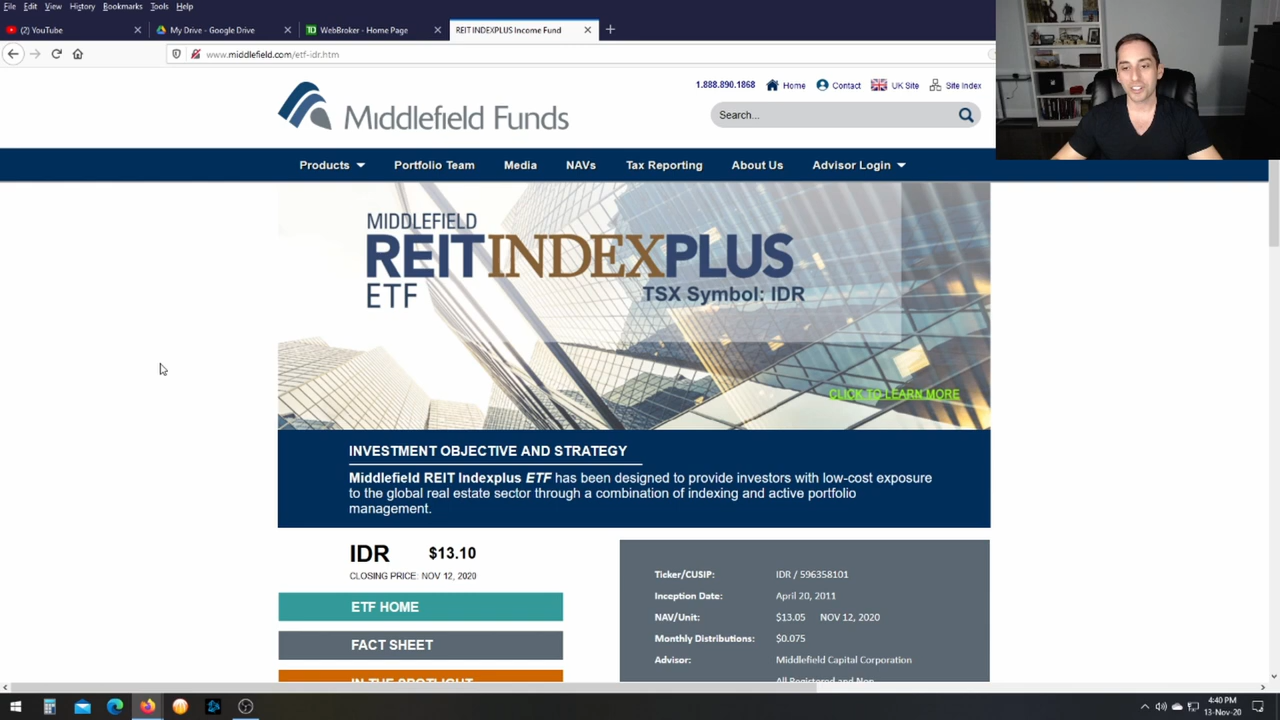 File Edit View History Bookmarks Tools Help
(2) YouTube
My Drive - Google Drive
WebBroker - Home Page
REIT INDEXPLUS Income Fund
www.middlefield.com/etf-idr.htm
1.888.890.1868 Home Contact UK Site Site Index
Middlefield Funds
Search...
Products Portfolio Team Media NAVs Tax Reporting About Us Advisor Login
MIDDLEFIELD
REITINDEXPLUS
ETF
TSX Symbol: IDR
CLICK TO LEARN MORE
INVESTMENT OBJECTIVE AND STRATEGY
Middlefield REIT Indexplus ETF has been designed to provide investors with low-cost exposure
to the global real estate sector through a combination of indexing and active portfolio
management.
IDR $13.10
CLOSING PRICE: NOV 12, 2020
ETF HOME
FACT SHEET
IN THE SPOTLIGHT
Ticker/CUSIP: IDR / 596358101
Inception Date: April 20, 2011
NAV/Unit: $13.05 NOV 12, 2020
Monthly Distributions: $0.075
Advisor: Middlefield Capital Corporation
All Registered and Non
4:40 PM
13-Nov-20